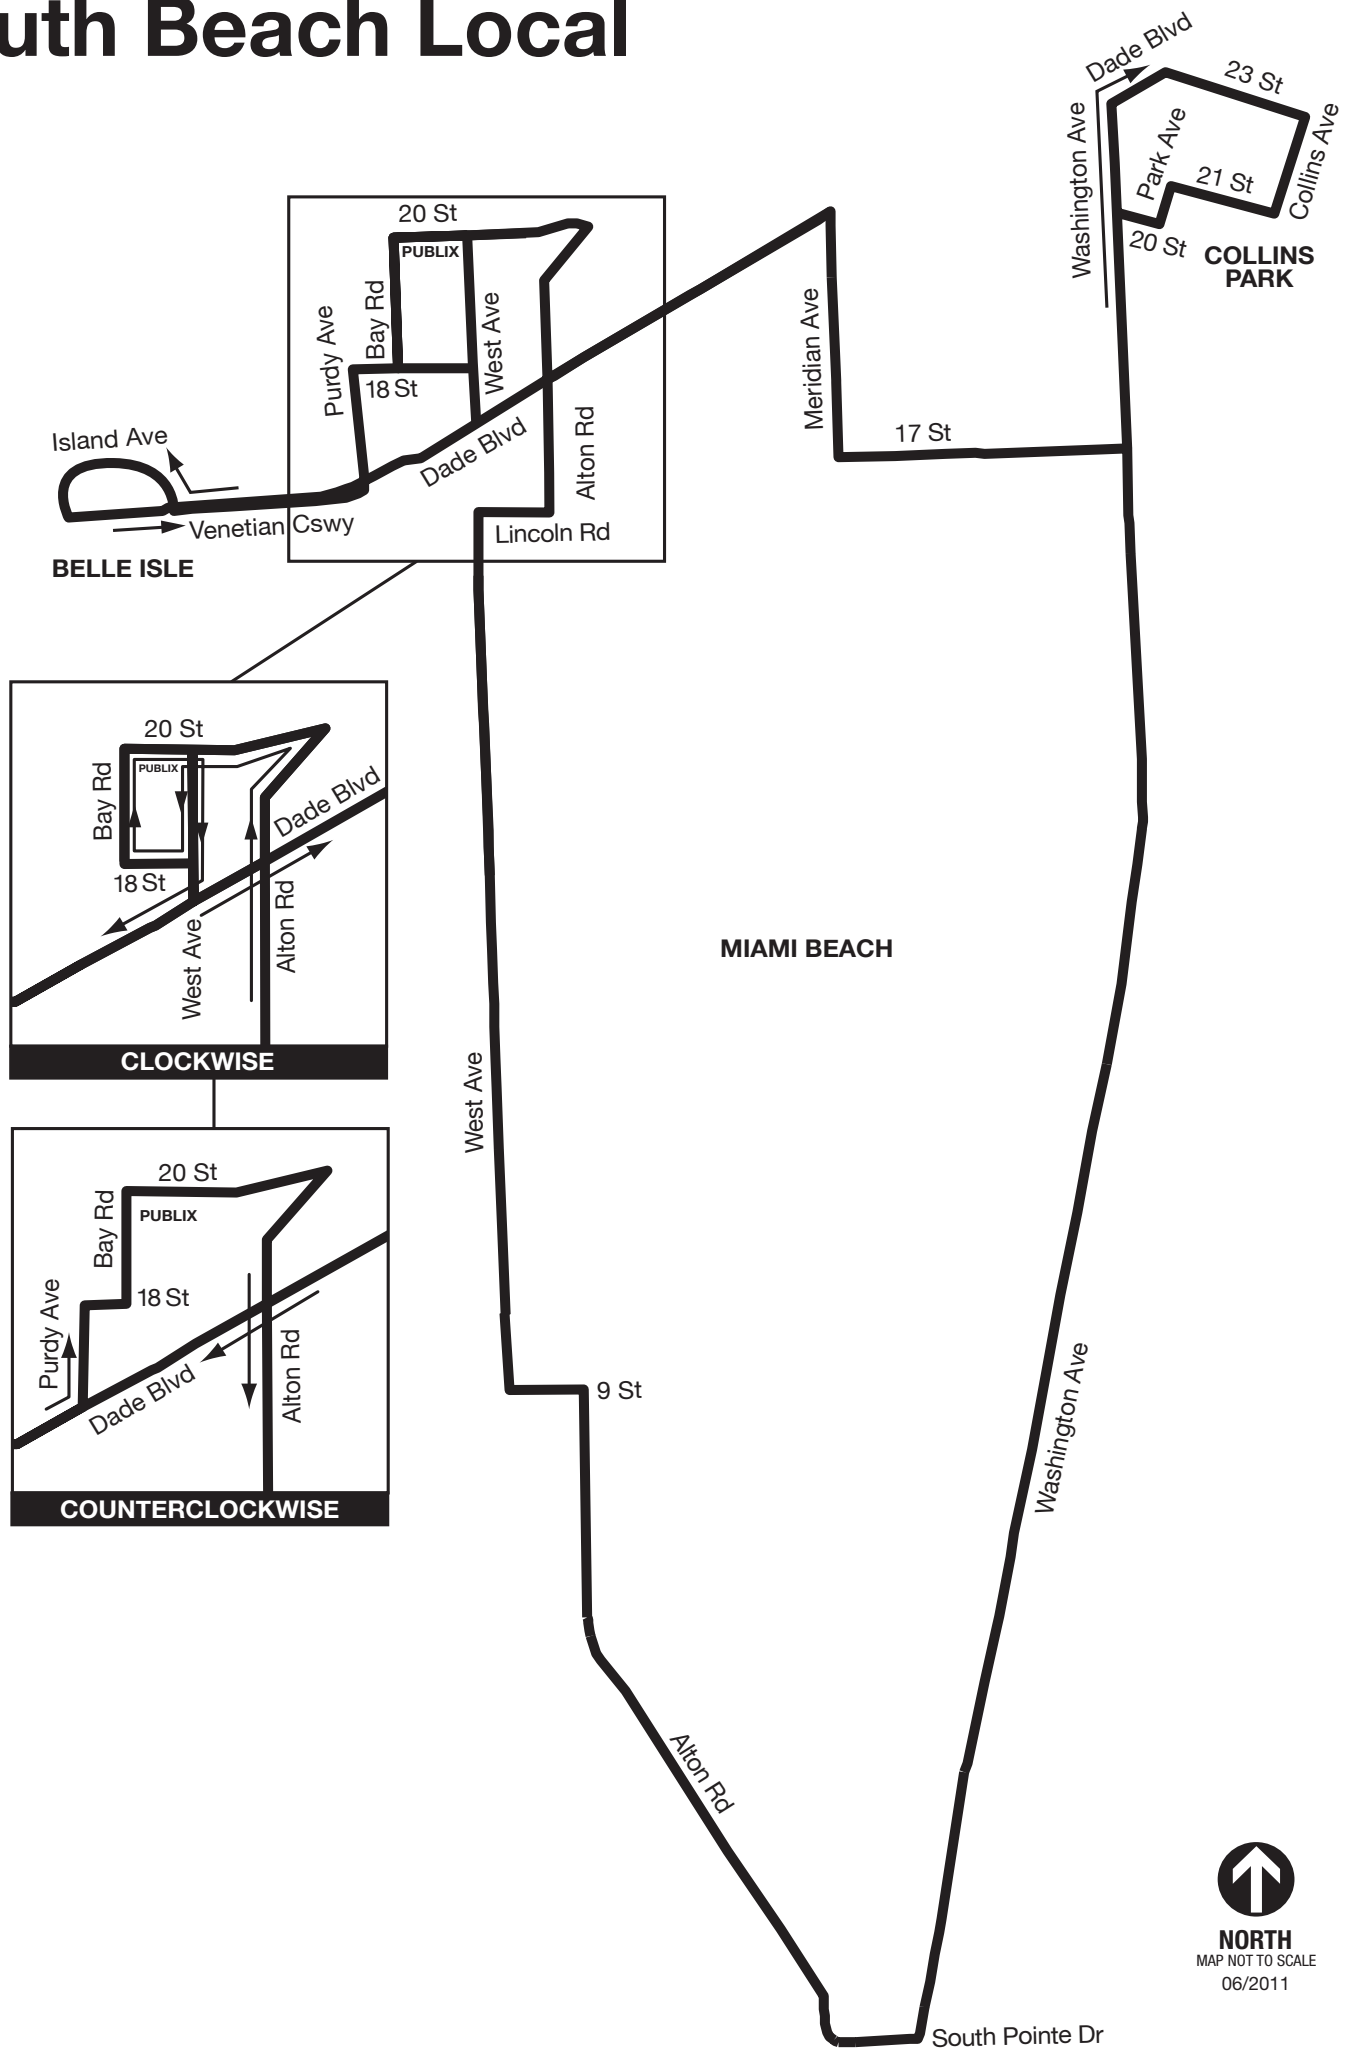 uth Beach Local
Dade Blvd
23 St
Washington Ave
Park Ave
21 St
Collins Ave
20 St
COLLINS
PARK
20 St
PUBLIX
Bay Rd
Purdy Ave
West Ave
18 St
Dade Blvd
Alton Rd
Lincoln Rd
Meridian Ave
17 St
Island Ave
Venetian Cswy
BELLE ISLE
20 St
PUBLIX
Bay Rd
Dade Blvd
18 St
West Ave
Alton Rd
CLOCKWISE
MIAMI BEACH
West Ave
20 St
PUBLIX
Bay Rd
18 St
Purdy Ave
Dade Blvd
Alton Rd
COUNTERCLOCKWISE
9 St
Washington Ave
Alton Rd
South Pointe Dr
NORTH
MAP NOT TO SCALE
06/2011